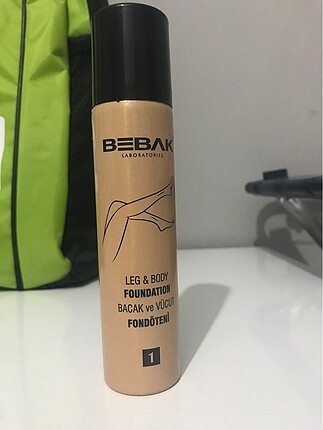 BEBAK
LABORATORIES
LEG & BODY
FOUNDATION
BACAK ve VÜCUT
FONDÖTENİ
1